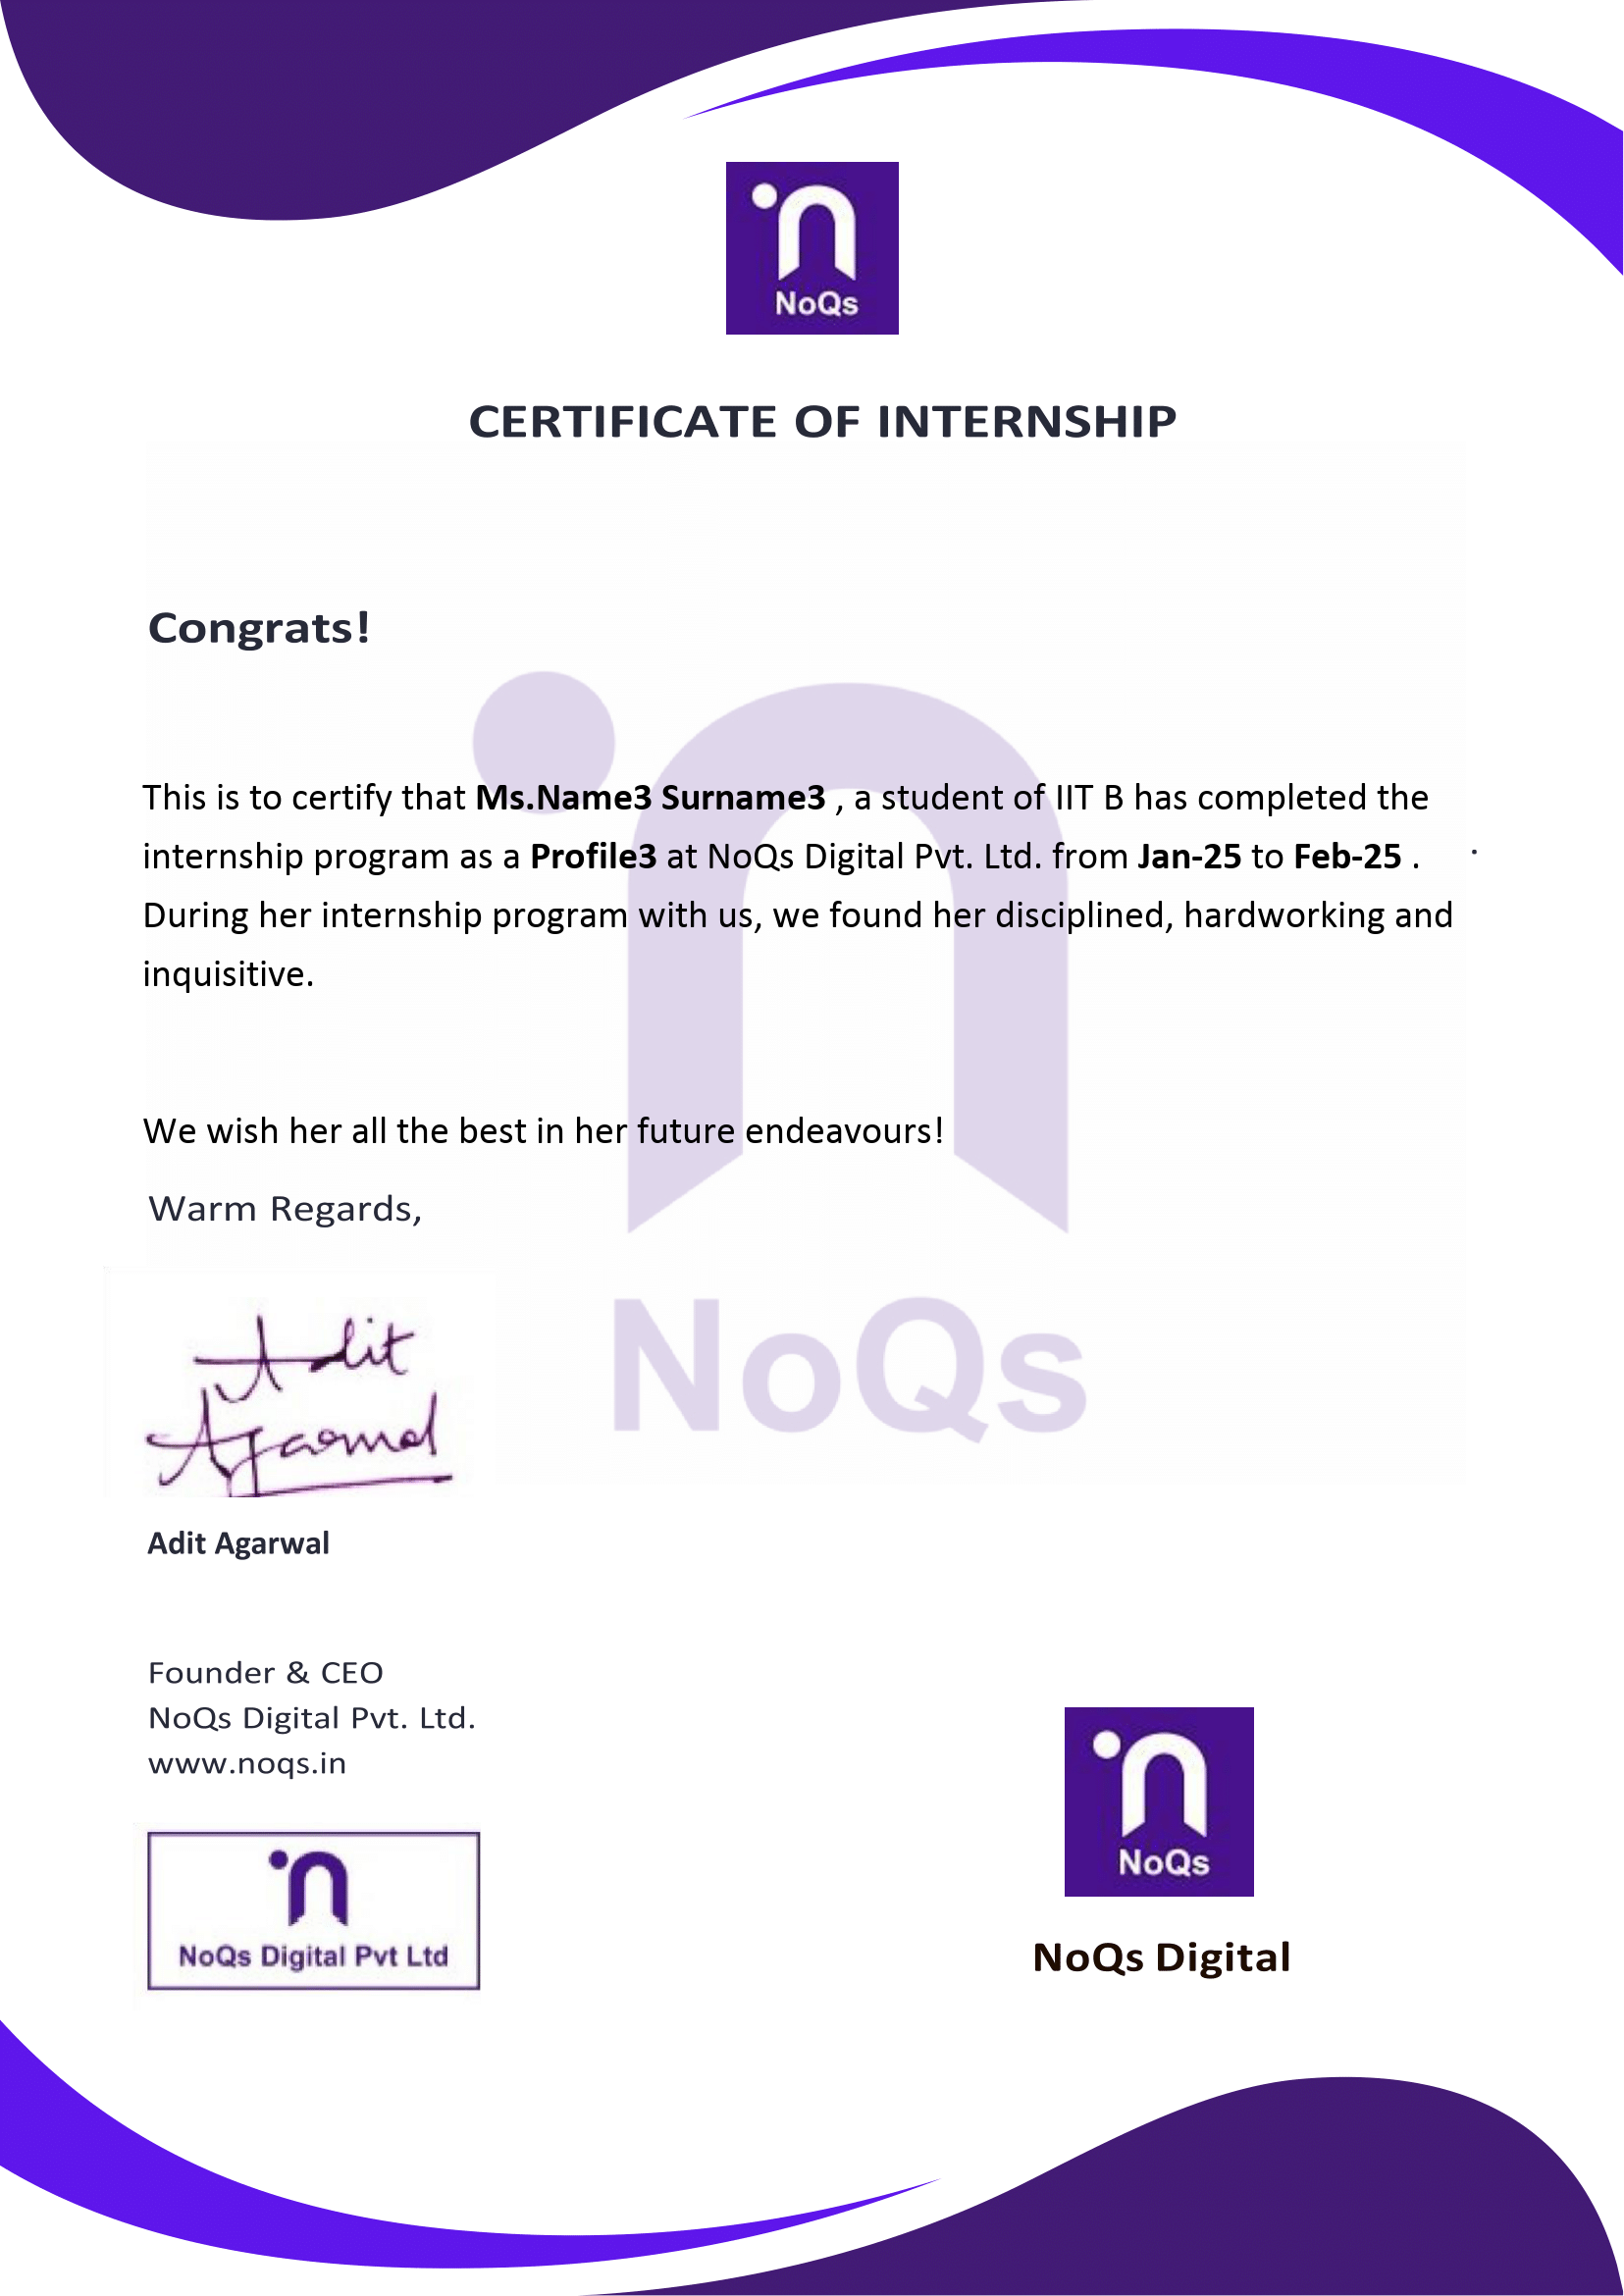 NoQs
CERTIFICATE OF INTERNSHIP
Congrats!
This is to certify that Ms.Name3 Surname3 , a student of IIT B has completed the
internship program as a Profile3 at NoQs Digital Pvt. Ltd. from Jan-25 to Feb-25 . .
During her internship program with us, we found her disciplined, hardworking and
inquisitive.
We wish her all the best in her future endeavours!
Warm Regards,
NoQs
Adit
Agarwal
Adit Agarwal
Founder & CEO
NoQs Digital Pvt. Ltd.
www.noqs.in
NoQs Digital Pvt Ltd
NoQs
NoQs Digital